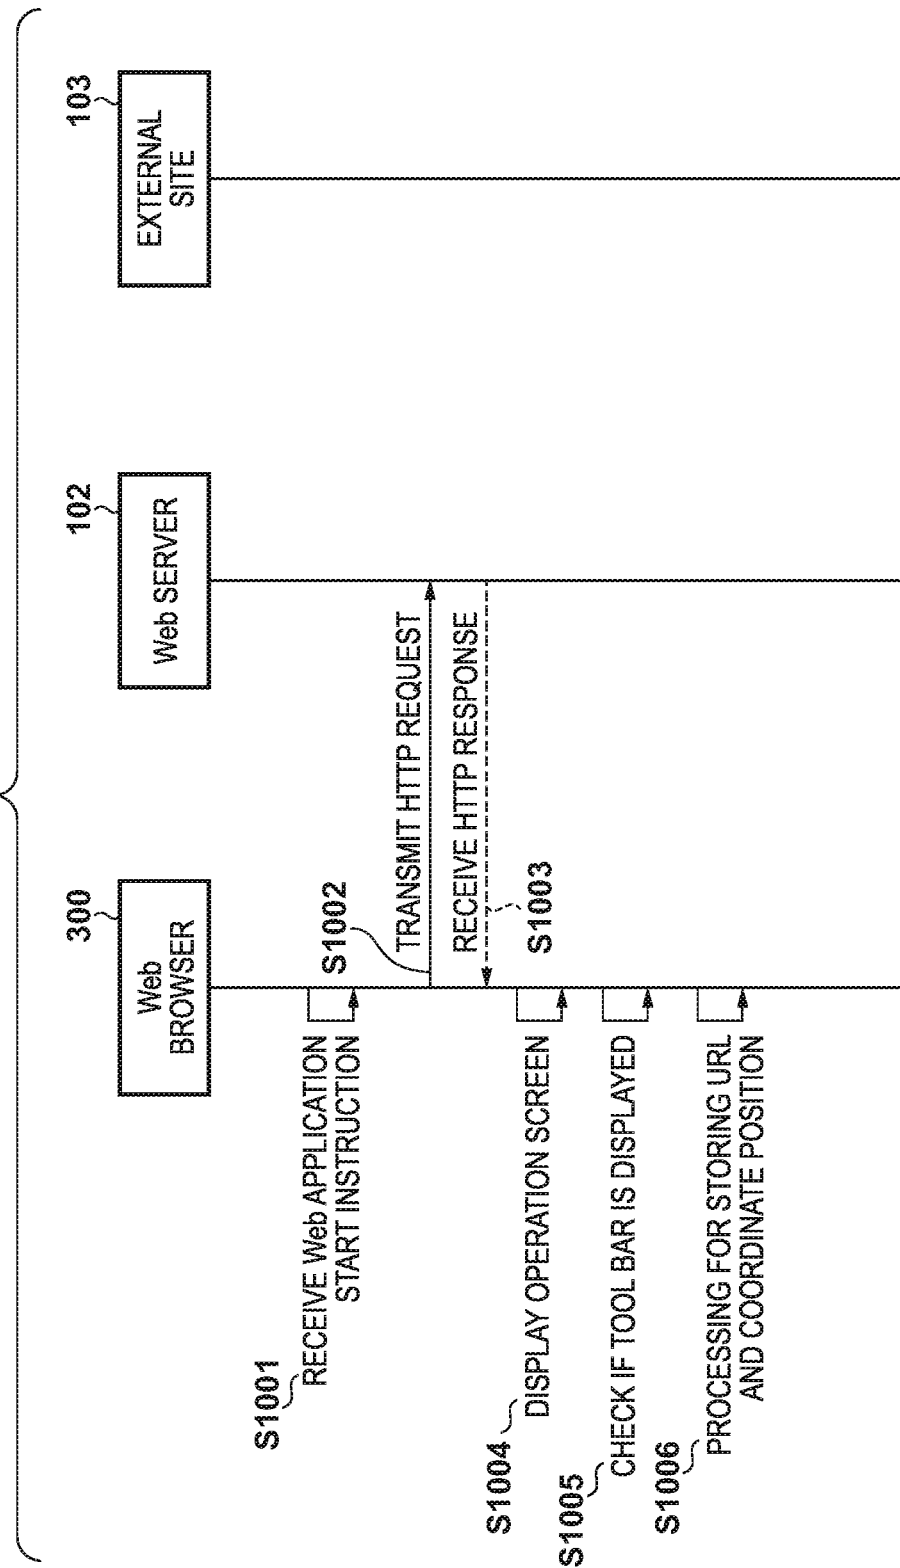 300
Web
BROWSER
102
Web SERVER
103
EXTERNAL
SITE
S1001
RECEIVE Web APPLICATION
START INSTRUCTION
S1002
TRANSMIT HTTP REQUEST
RECEIVE HTTP RESPONSE
S1003
S1004
DISPLAY OPERATION SCREEN
S1005
CHECK IF TOOL BAR IS DISPLAYED
S1006
PROCESSING FOR STORING URL
AND COORDINATE POSITION